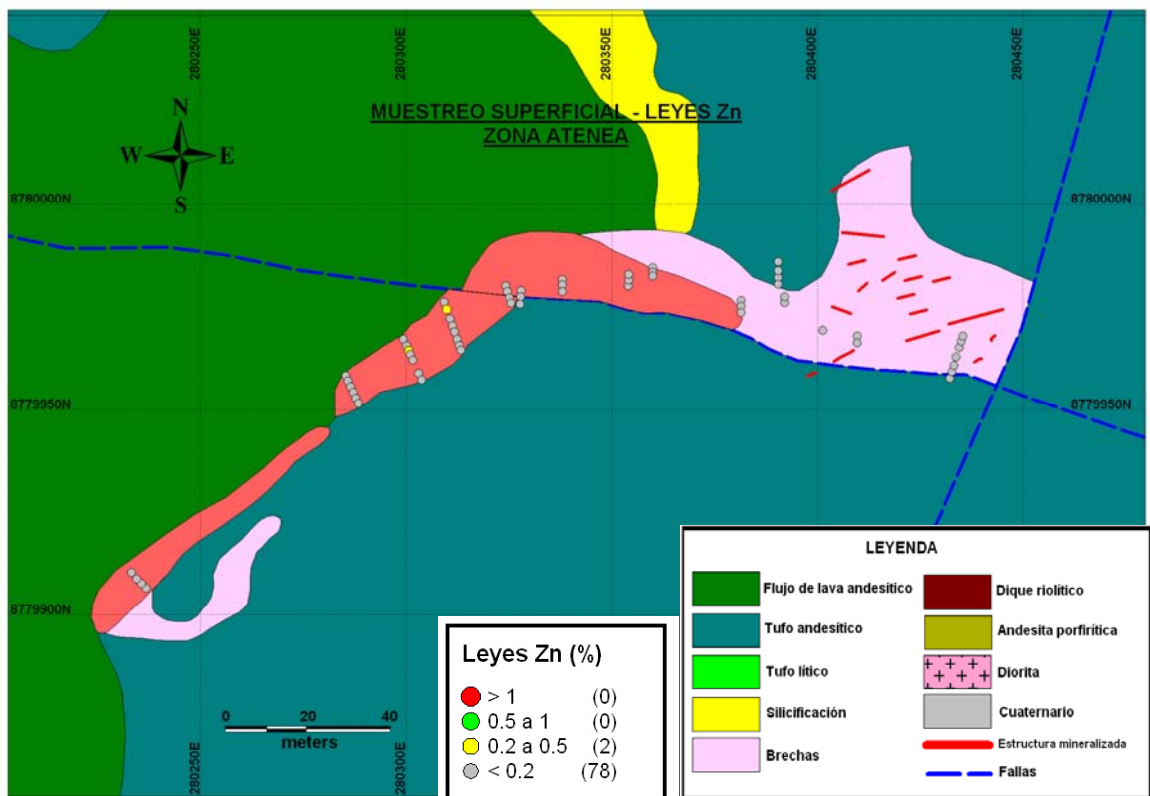 280250E
280300E
280350E
280400E
280450E
MUESTREO SUPERFICIAL - LEYES Zn
ZONA ATENEA
N
W E
S
8780000N 8780000N
8779950N 8779950N
8779900N
280250E
280300E
0 20 40
meters
Leyes Zn (%)
> 1 (0)
0.5 a 1 (0)
0.2 a 0.5 (2)
< 0.2 (78)
LEYENDA
Flujo de lava andesítico
Tufo andesítico
Tufo lítico
Silicificación
Brechas
Dique riolítico
Andesita porfirítica
Diorita
Cuaternario
Estructura mineralizada
Fallas